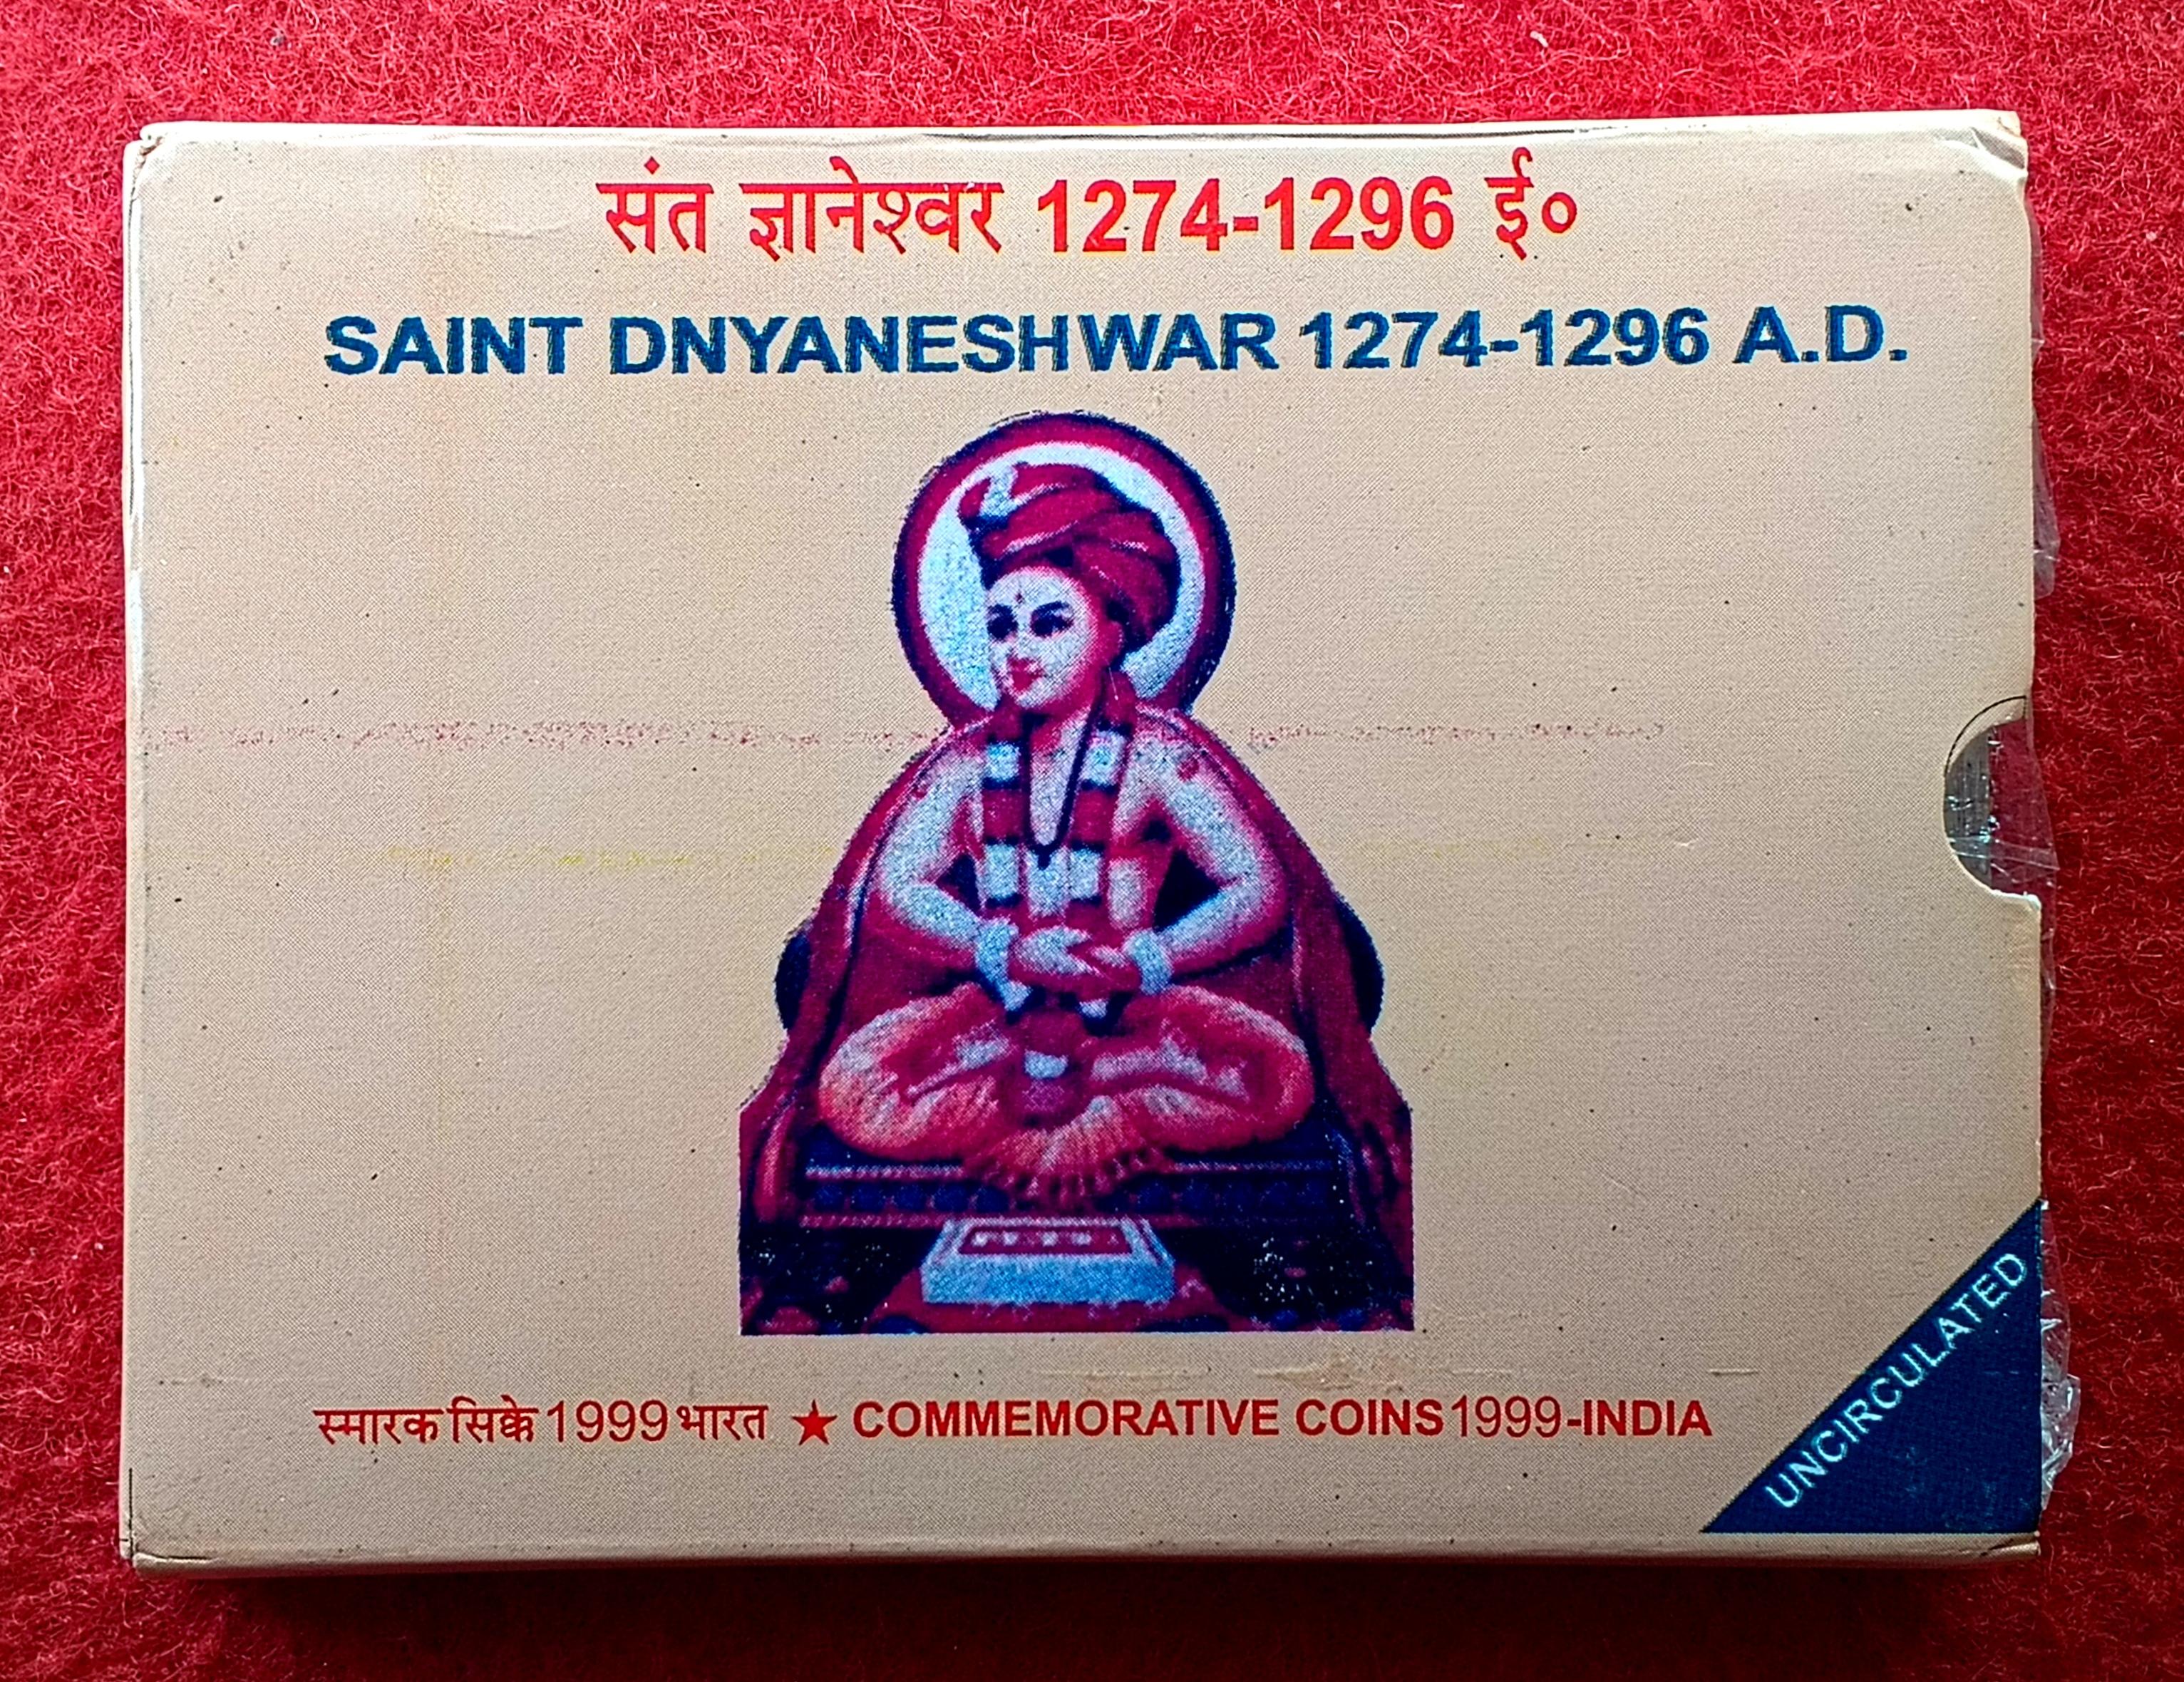 संत ज्ञानेश्वर 1274-1296 ई०
SAINT DNYANESHWAR 1274-1296 A.D.
स्मारक सिक्के 1999 भारत ★ COMMEMORATIVE COINS 1999-INDIA
UNCIRCULATED